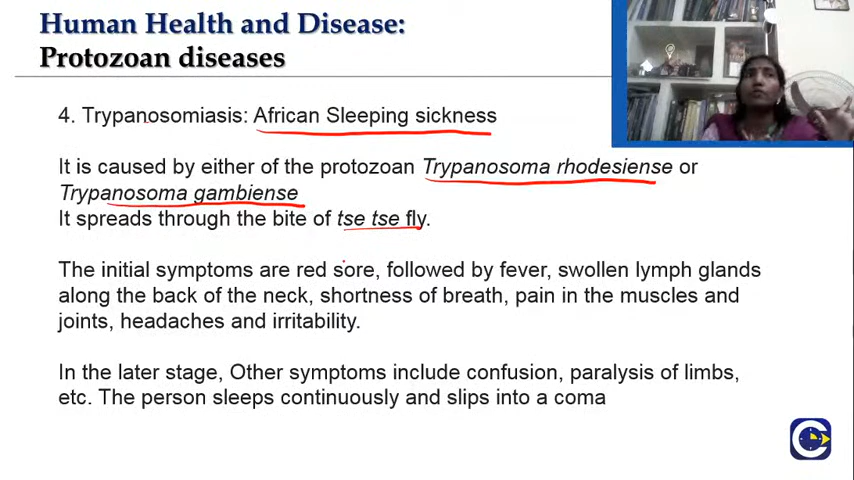 Human Health and Disease:
Protozoan diseases
4. Trypanosomiasis: African Sleeping sickness
It is caused by either of the protozoan Trypanosoma rhodesiense or
Trypanosoma gambiense
It spreads through the bite of tse tse fly.
The initial symptoms are red sore, followed by fever, swollen lymph glands
along the back of the neck, shortness of breath, pain in the muscles and
joints, headaches and irritability.
In the later stage, Other symptoms include confusion, paralysis of limbs,
etc. The person sleeps continuously and slips into a coma